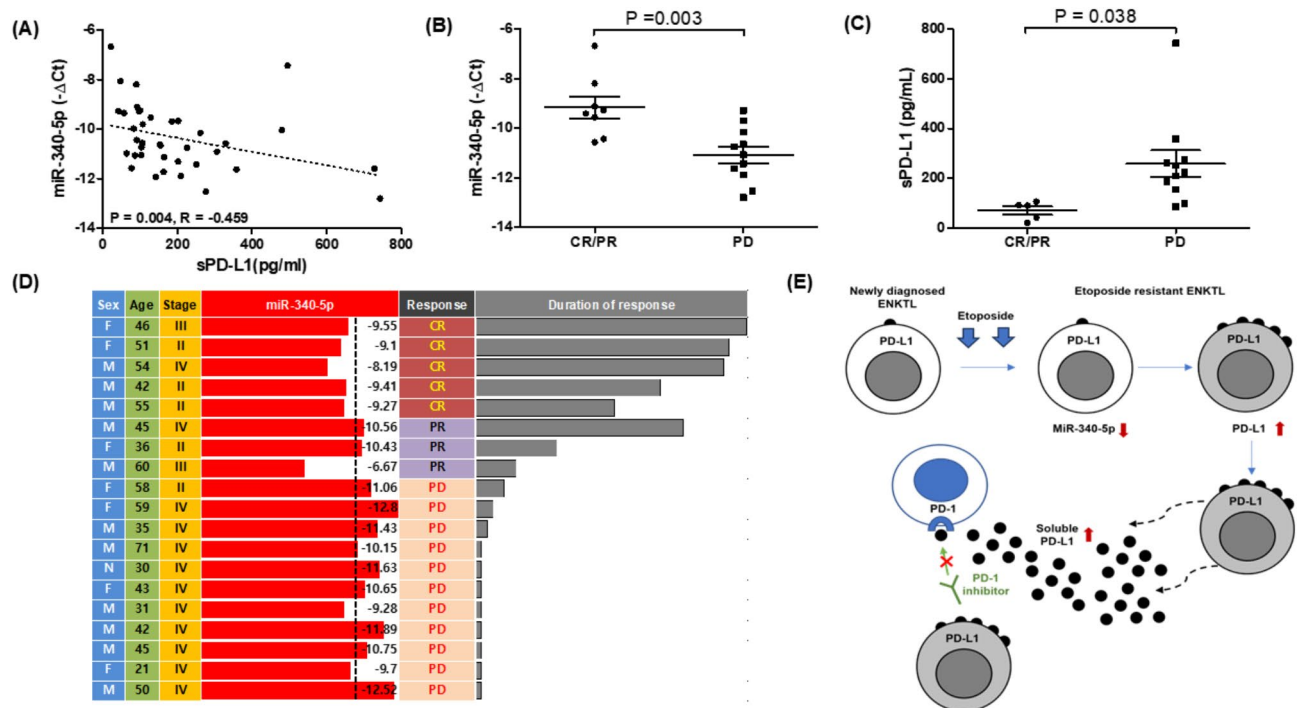 (A)
-6
-8
-10
-12
-14
miR-340-5p (-ΔCt)
P = 0.004, R = -0.459
0 200 400 600 800
sPD-L1(pg/ml)
(B)
P =0.003
-6
-8
-10
-12
-14
miR-340-5p (-ΔCt)
CR/PR PD
(C)
P = 0.038
800
600
400
200
0
sPD-L1 (pg/mL)
CR/PR PD
(D)
Sex Age Stage miR-340-5p Response Duration of response
F 46 III -9.55 CR
F 51 II -9.1 CR
M 54 IV -8.19 CR
M 42 II -9.41 CR
M 55 II -9.27 CR
M 45 IV -10.56 PR
F 36 II -10.43 PR
M 60 III -6.67 PR
F 58 II -11.06 PD
F 59 IV -12.8 PD
M 35 IV -11.43 PD
M 71 IV -10.15 PD
N 30 IV -11.63 PD
F 43 IV -10.65 PD
M 31 IV -9.28 PD
M 42 IV -11.89 PD
M 45 IV -10.75 PD
F 21 IV -9.7 PD
M 50 IV -12.52 PD
(E)
Newly diagnosed
ENKTL
Etoposide resistant ENKTL
Etoposide
PD-L1
PD-L1
PD-L1
MiR-340-5p
PD-L1
PD-1
Soluble
PD-L1
PD-L1
PD-1
inhibitor
PD-L1